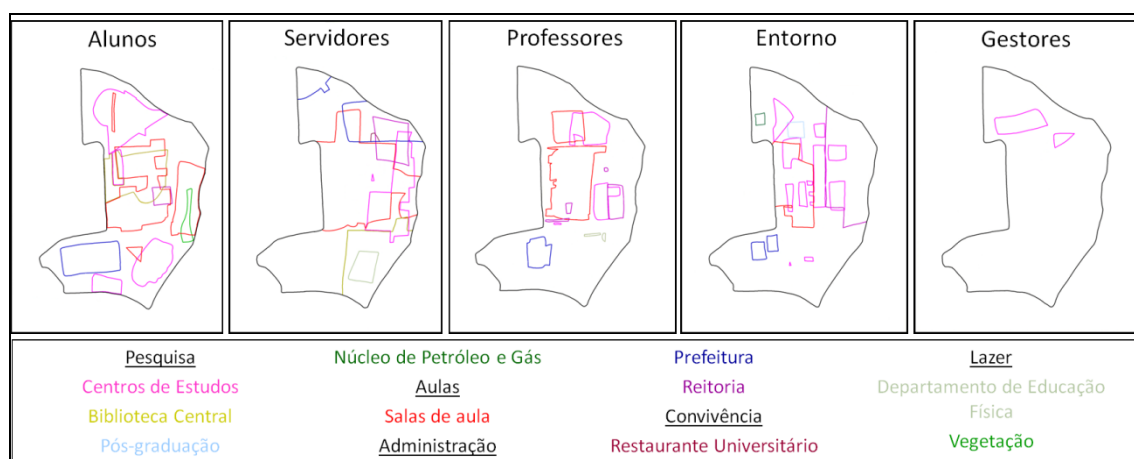 Alunos
Servidores
Professores
Entorno
Gestores
Pesquisa
Núcleo de Petróleo e Gás
Prefeitura
Lazer
Centros de Estudos
Aulas
Reitoria
Departamento de Educação
Física
Biblioteca Central
Salas de aula
Convivência
Pós-graduação
Administração
Restaurante Universitário
Vegetação